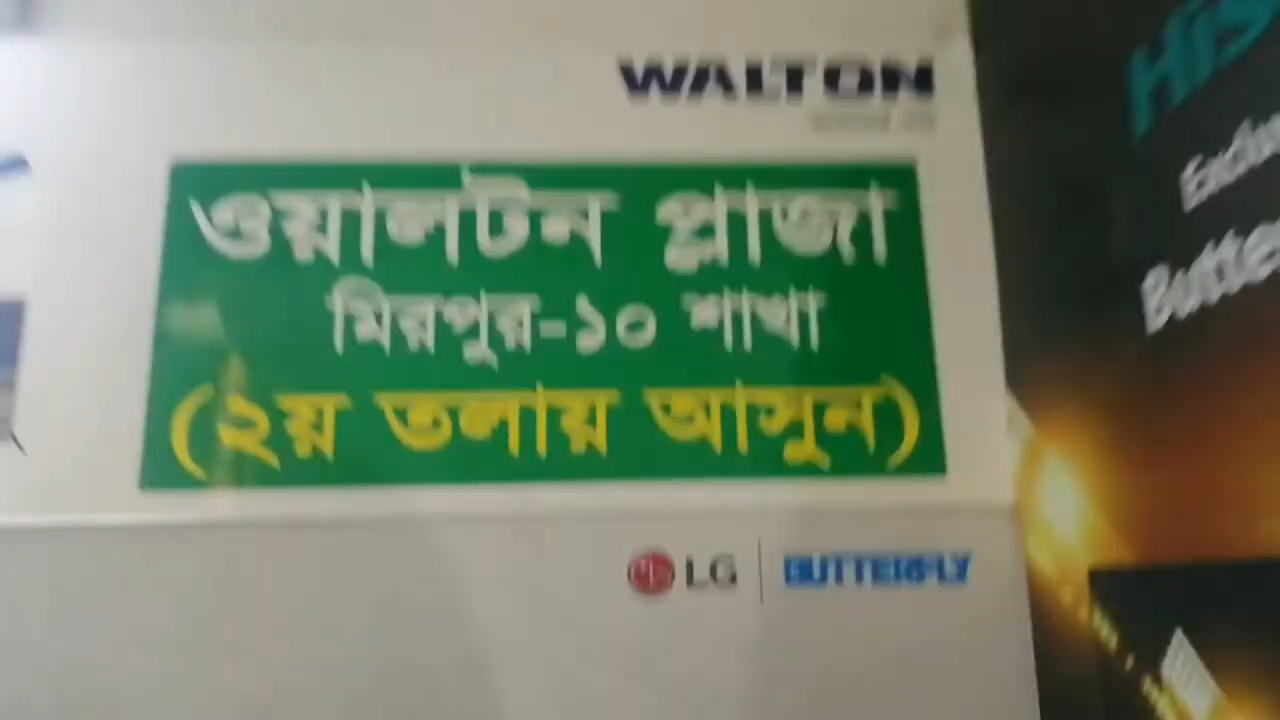 WALTON
ওয়ালটন প্লাজা
মিরপুর-১০ শাখা
(২য় তলায় আসুন)
LG
BUTTERFLY